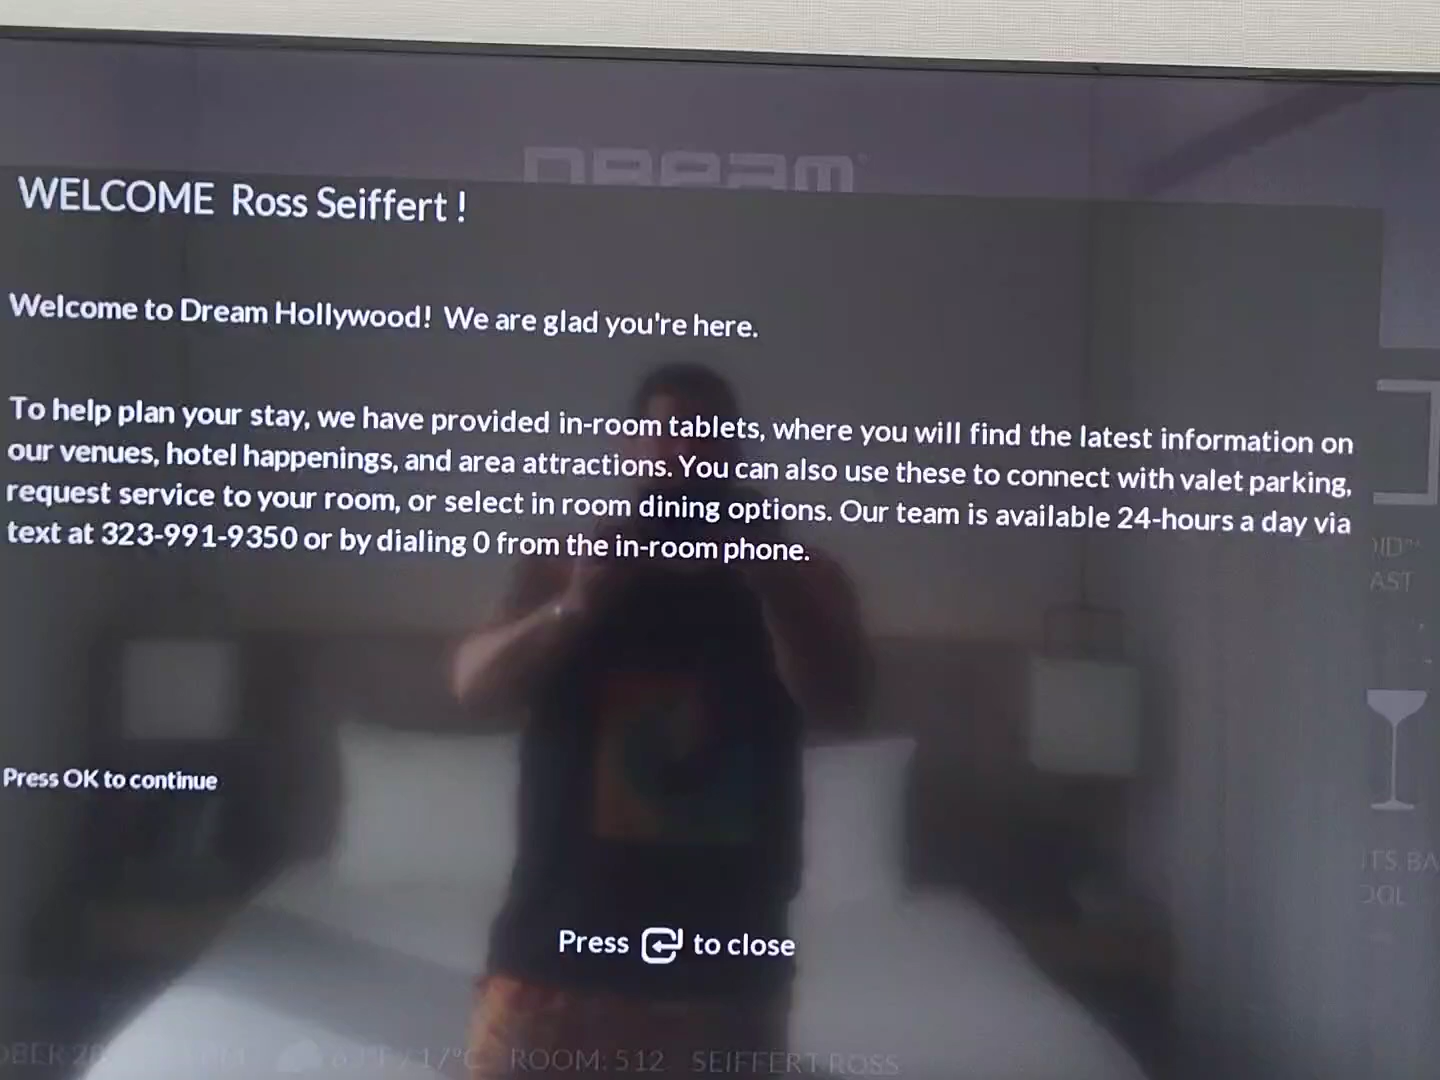 DREAM
WELCOME Ross Seiffert !
Welcome to Dream Hollywood! We are glad you're here.
To help plan your stay, we have provided in-room tablets, where you will find the latest information on
our venues, hotel happenings, and area attractions. You can also use these to connect with valet parking,
request service to your room, or select in room dining options. Our team is available 24-hours a day via
text at 323-991-9350 or by dialing 0 from the in-room phone.
Press OK to continue
Press to close
17°C ROOM: 512 SEIFFERT ROSS